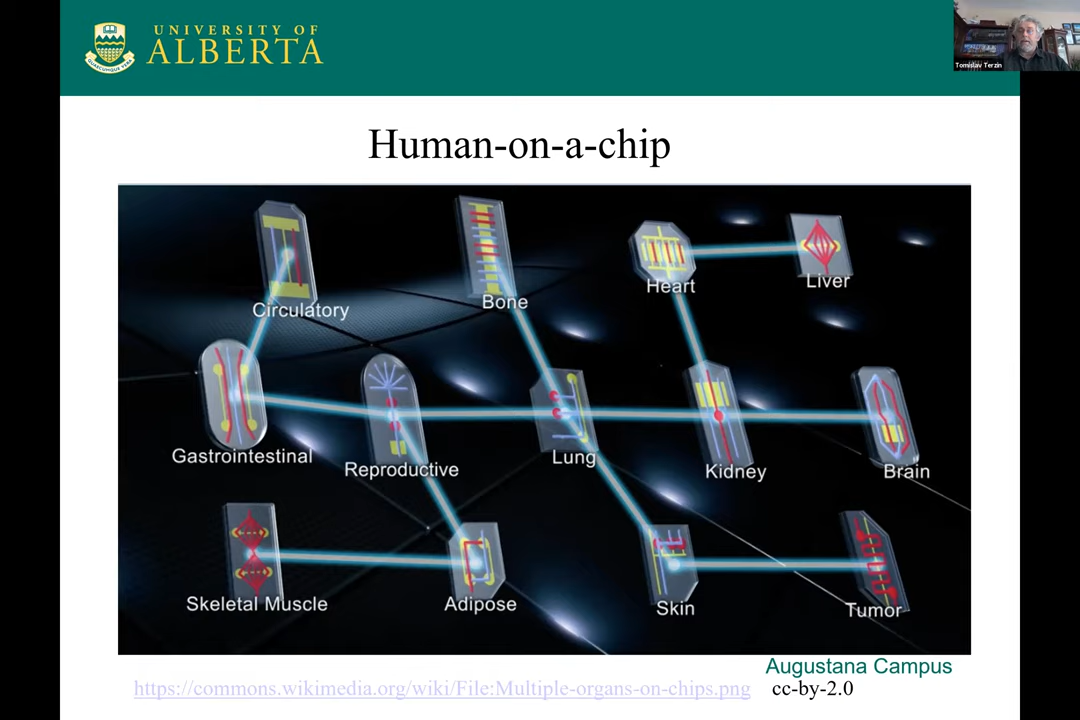 UNIVERSITY OF
ALBERTA
QUAECUMQUE VERA
Tomislav Terzin
Human-on-a-chip
Circulatory
Bone
Heart
Liver
Gastrointestinal
Reproductive
Lung
Kidney
Brain
Skeletal Muscle
Adipose
Skin
Tumor
Augustana Campus
https://commons.wikimedia.org/wiki/File:Multiple-organs-on-chips.png cc-by-2.0